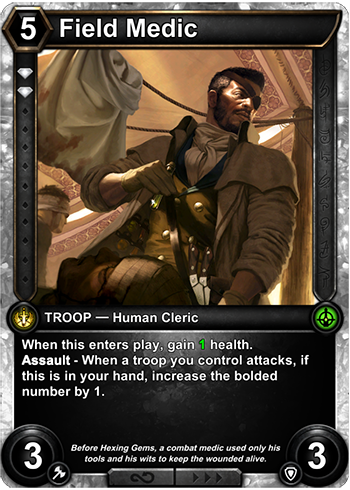 5 Field Medic
TROOP — Human Cleric
When this enters play, gain 1 health.
Assault - When a troop you control attacks, if
this is in your hand, increase the bolded
number by 1.
Before Hexing Gems, a combat medic used only his
tools and his wits to keep the wounded alive.
3 3